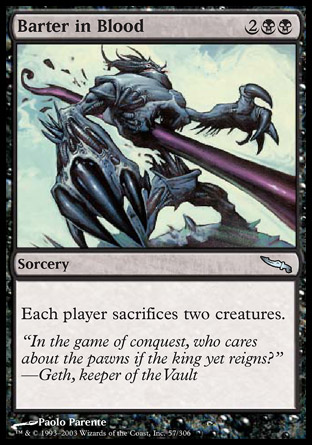 Barter in Blood 2
Sorcery
Each player sacrifices two creatures.
“In the game of conquest, who cares
about the pawns if the king yet reigns?”
—Geth, keeper of the Vault
Paolo Parente
™ & © 1993–2003 Wizards of the Coast, Inc. 57/306